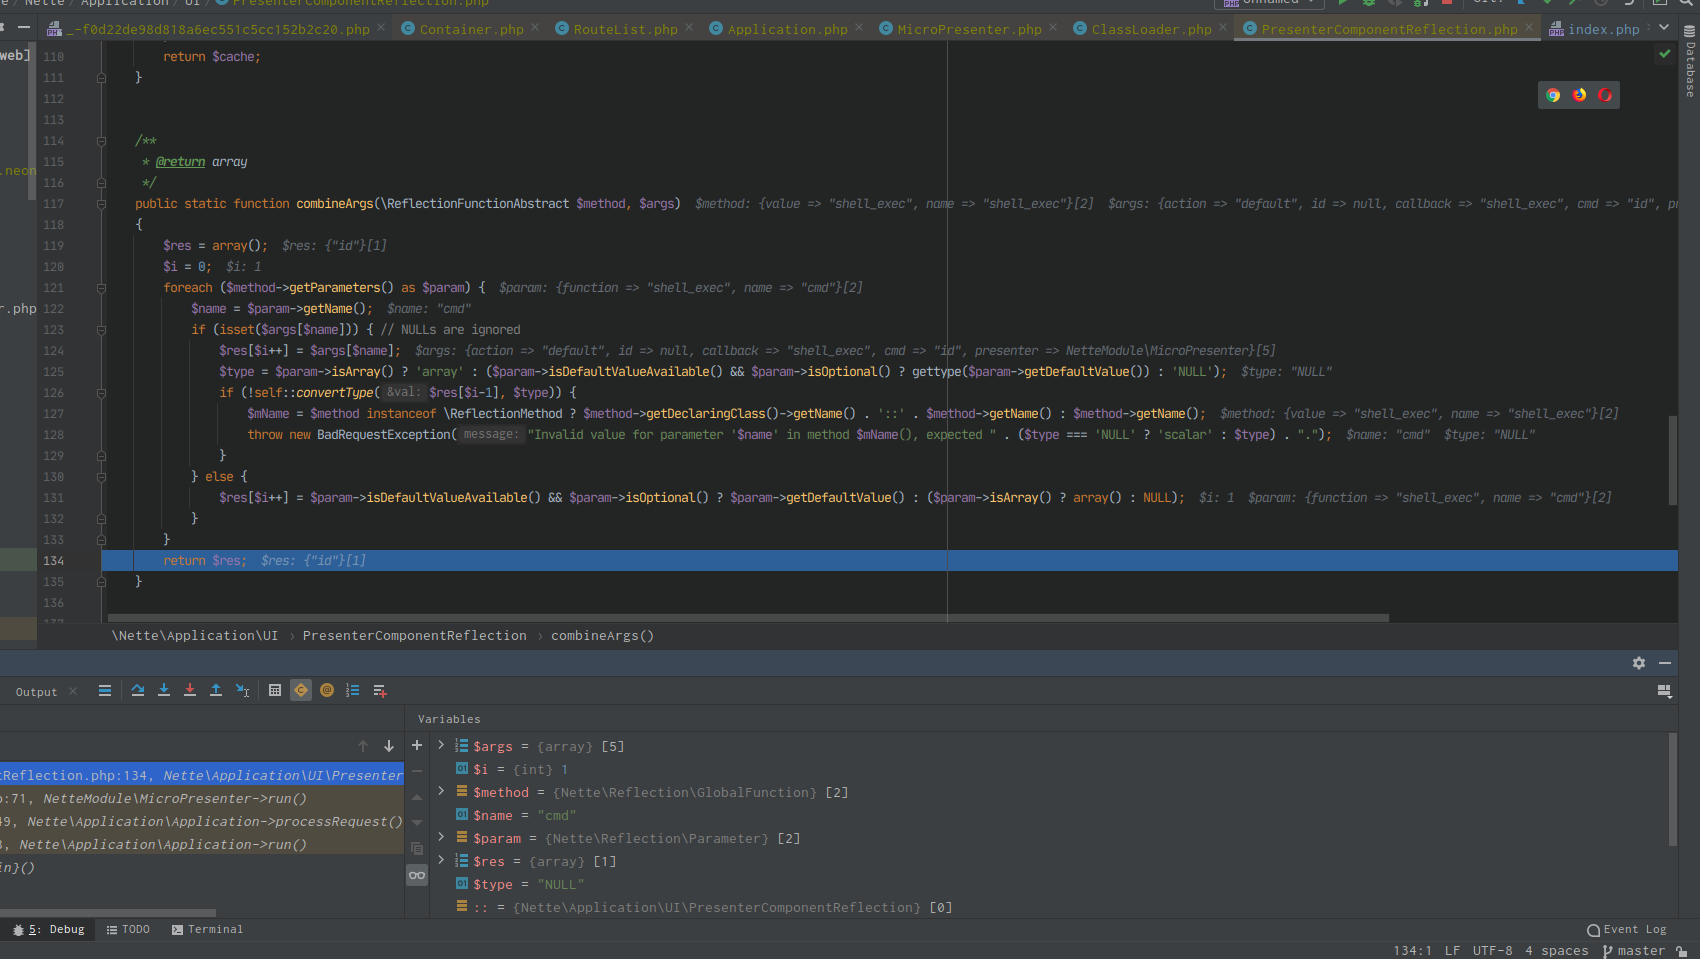 Nette / Application / UI / PresenterComponentReflection.php
Unnamed
Git:
_-f0d22de98d818a6ec551c5cc152b2c20.php Container.php RouteList.php Application.php MicroPresenter.php ClassLoader.php PresenterComponentReflection.php index.php
web]
.neon
r.php
Database
110 return $cache;
111 }
112
113
114 /**
115 * @return array
116 */
117 public static function combineArgs(\ReflectionFunctionAbstract $method, $args) $method: {value => "shell_exec", name => "shell_exec"}[2] $args: {action => "default", id => null, callback => "shell_exec", cmd => "id", pr
118 {
119 $res = array(); $res: {"id"}[1]
120 $i = 0; $i: 1
121 foreach ($method->getParameters() as $param) { $param: {function => "shell_exec", name => "cmd"}[2]
122 $name = $param->getName(); $name: "cmd"
123 if (isset($args[$name])) { // NULLs are ignored
124 $res[$i++] = $args[$name]; $args: {action => "default", id => null, callback => "shell_exec", cmd => "id", presenter => NetteModule\MicroPresenter}[5]
125 $type = $param->isArray() ? 'array' : ($param->isDefaultValueAvailable() && $param->isOptional() ? gettype($param->getDefaultValue()) : 'NULL'); $type: "NULL"
126 if (!self::convertType( &val: $res[$i-1], $type)) {
127 $mName = $method instanceof \ReflectionMethod ? $method->getDeclaringClass()->getName() . '::' . $method->getName() : $method->getName(); $method: {value => "shell_exec", name => "shell_exec"}[2]
128 throw new BadRequestException( message: "Invalid value for parameter '$name' in method $mName(), expected " . ($type === 'NULL' ? 'scalar' : $type) . "."); $name: "cmd" $type: "NULL"
129 }
130 } else {
131 $res[$i++] = $param->isDefaultValueAvailable() && $param->isOptional() ? $param->getDefaultValue() : ($param->isArray() ? array() : NULL); $i: 1 $param: {function => "shell_exec", name => "cmd"}[2]
132 }
133 }
134 return $res; $res: {"id"}[1]
135 }
136
137
\Nette\Application\UI › PresenterComponentReflection › combineArgs()
Output
Variables
tReflection.php:134, Nette\Application\UI\Presenter
o:71, NetteModule\MicroPresenter->run()
49, Nette\Application\Application->processRequest()
3, Nette\Application\Application->run()
in}()
$args = {array} [5]
$i = {int} 1
$method = {Nette\Reflection\GlobalFunction} [2]
$name = "cmd"
$param = {Nette\Reflection\Parameter} [2]
$res = {array} [1]
$type = "NULL"
:: = {Nette\Application\UI\PresenterComponentReflection} [0]
5: Debug TODO Terminal Event Log
134:1 LF UTF-8 4 spaces master